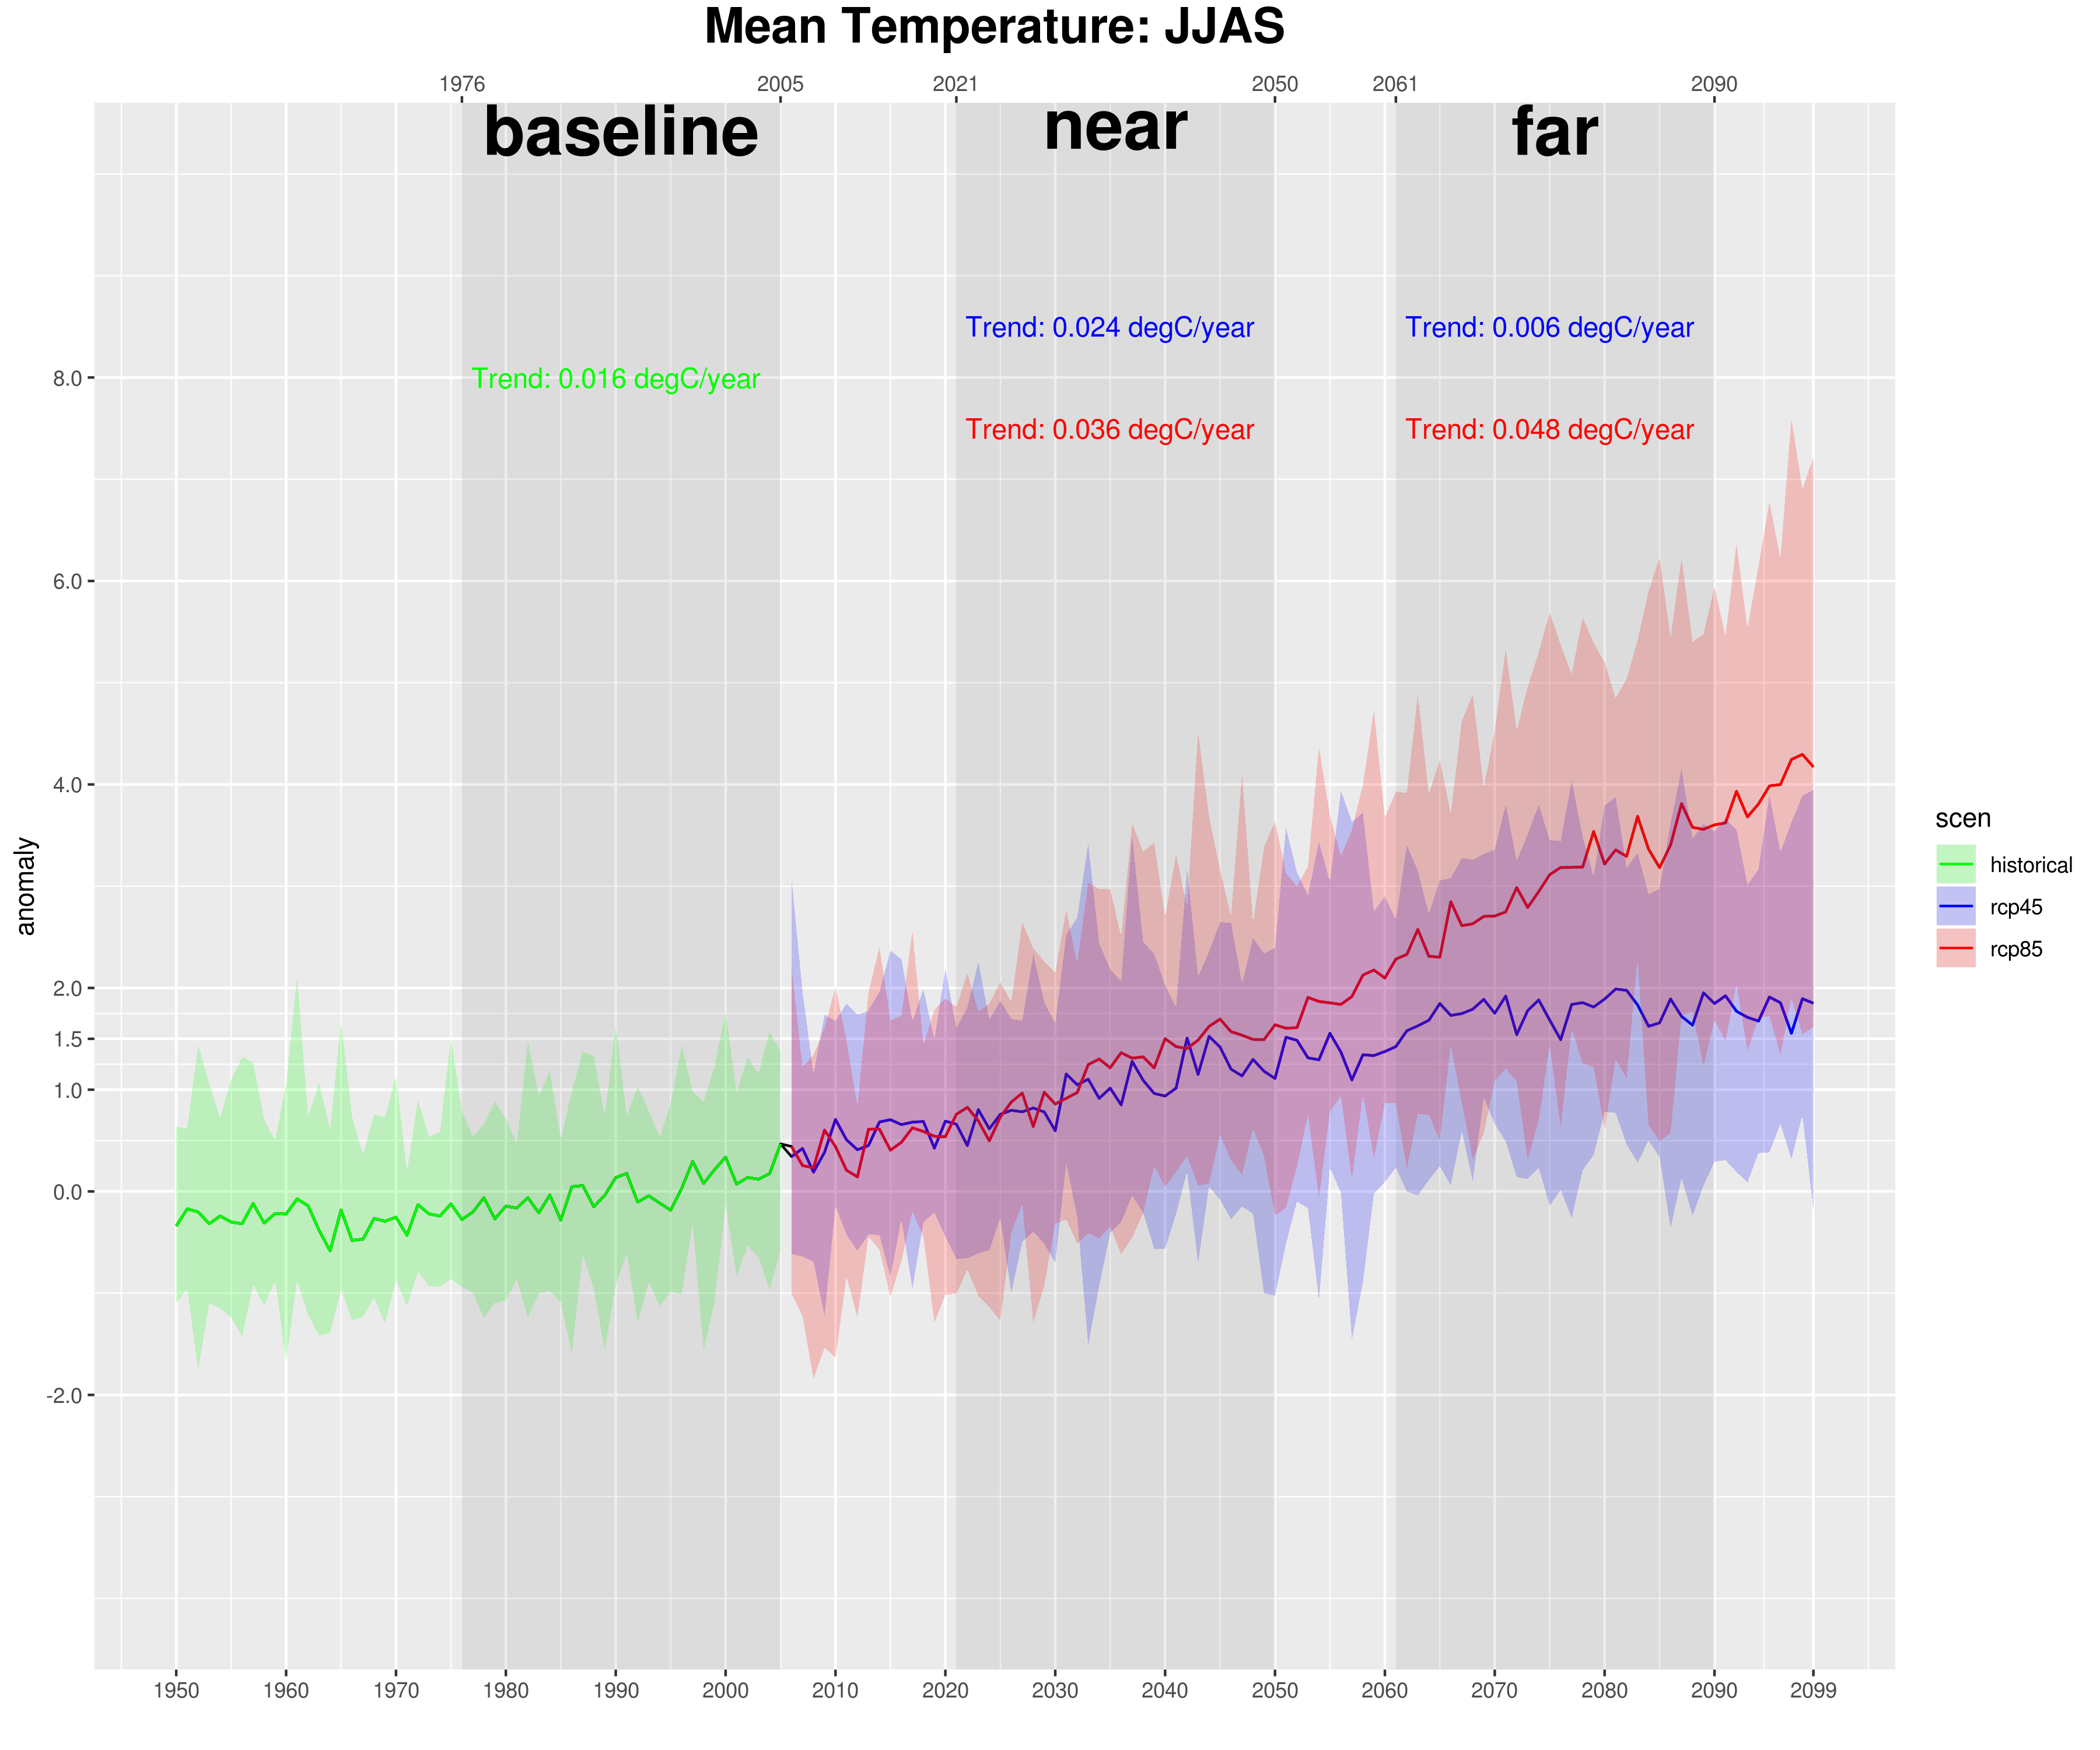 Mean Temperature: JJAS
1976 2005 2021 2050 2061 2090
baseline near far
Trend: 0.024 degC/year Trend: 0.006 degC/year
Trend: 0.016 degC/year
Trend: 0.036 degC/year Trend: 0.048 degC/year
8.0
6.0
4.0
2.0
1.5
1.0
0.0
-2.0
anomaly
1950 1960 1970 1980 1990 2000 2010 2020 2030 2040 2050 2060 2070 2080 2090 2099
scen
historical
rcp45
rcp85